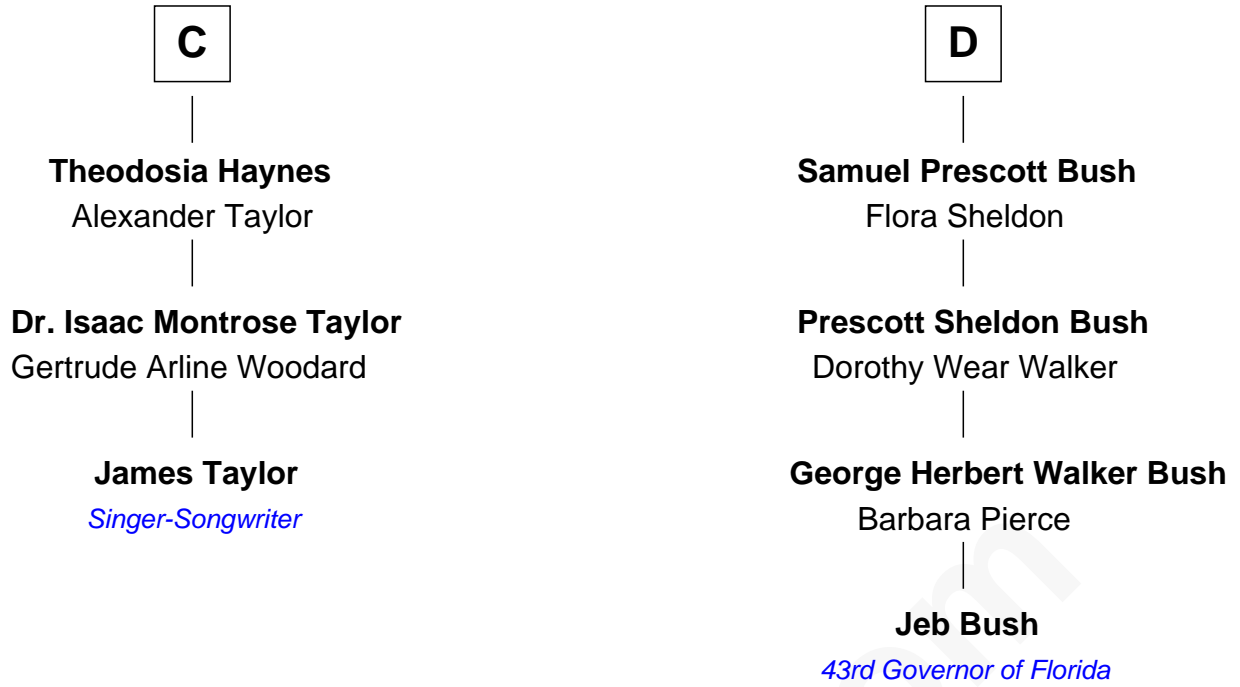 C
Theodosia Haynes
Alexander Taylor
Dr. Isaac Montrose Taylor
Gertrude Arline Woodard
James Taylor
Singer-Songwriter
D
Samuel Prescott Bush
Flora Sheldon
Prescott Sheldon Bush
Dorothy Wear Walker
George Herbert Walker Bush
Barbara Pierce
Jeb Bush
43rd Governor of Florida